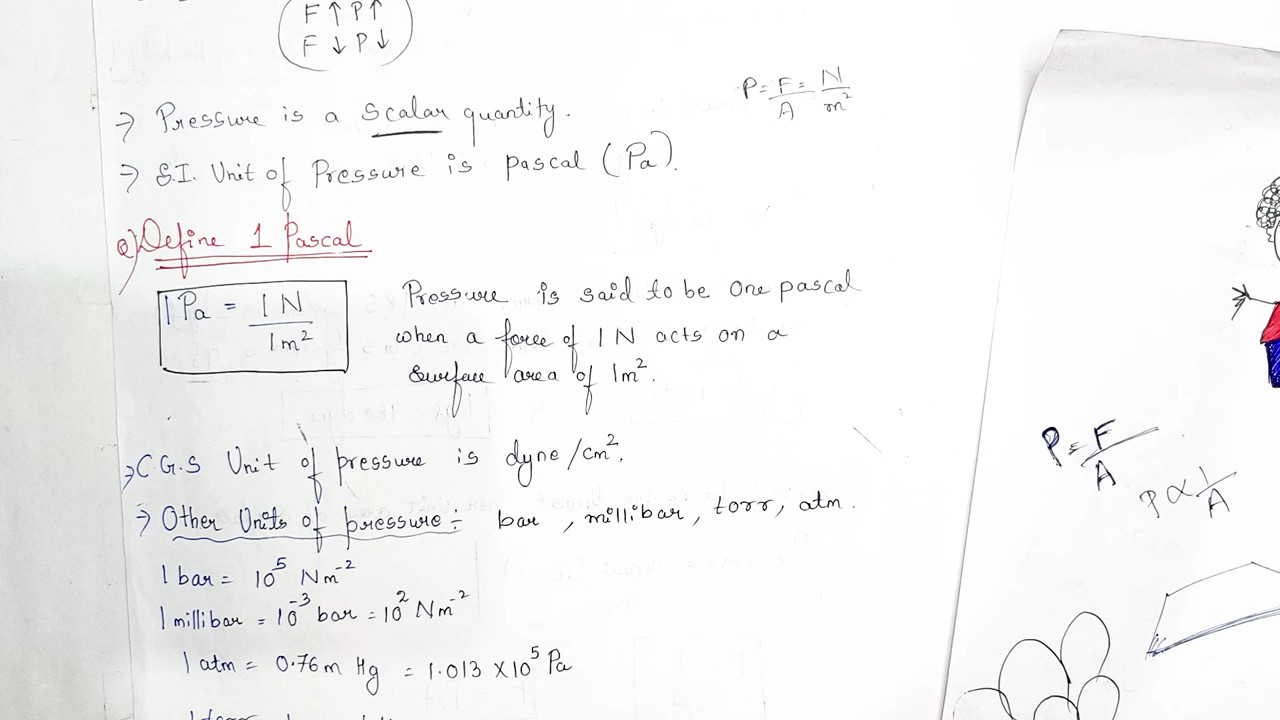 F ↑ P ↑
F ↓ P ↓
P = F/A = N/m²
→ Pressure is a scalar quantity.
→ S.I. Unit of Pressure is pascal (Pa).
Q) Define 1 Pascal
1 Pa = 1 N / 1m²
Pressure is said to be one pascal
when a force of 1 N acts on a
surface area of 1m².
→ C.G.S Unit of pressure is dyne/cm².
→ Other Units of pressure :- bar, millibar, torr, atm.
1 bar = 10⁵ Nm⁻²
1 millibar = 10⁻³ bar = 10² Nm⁻²
1 atm = 0.76 m Hg = 1.013 × 10⁵ Pa
P = F/A
P ∝ 1/A